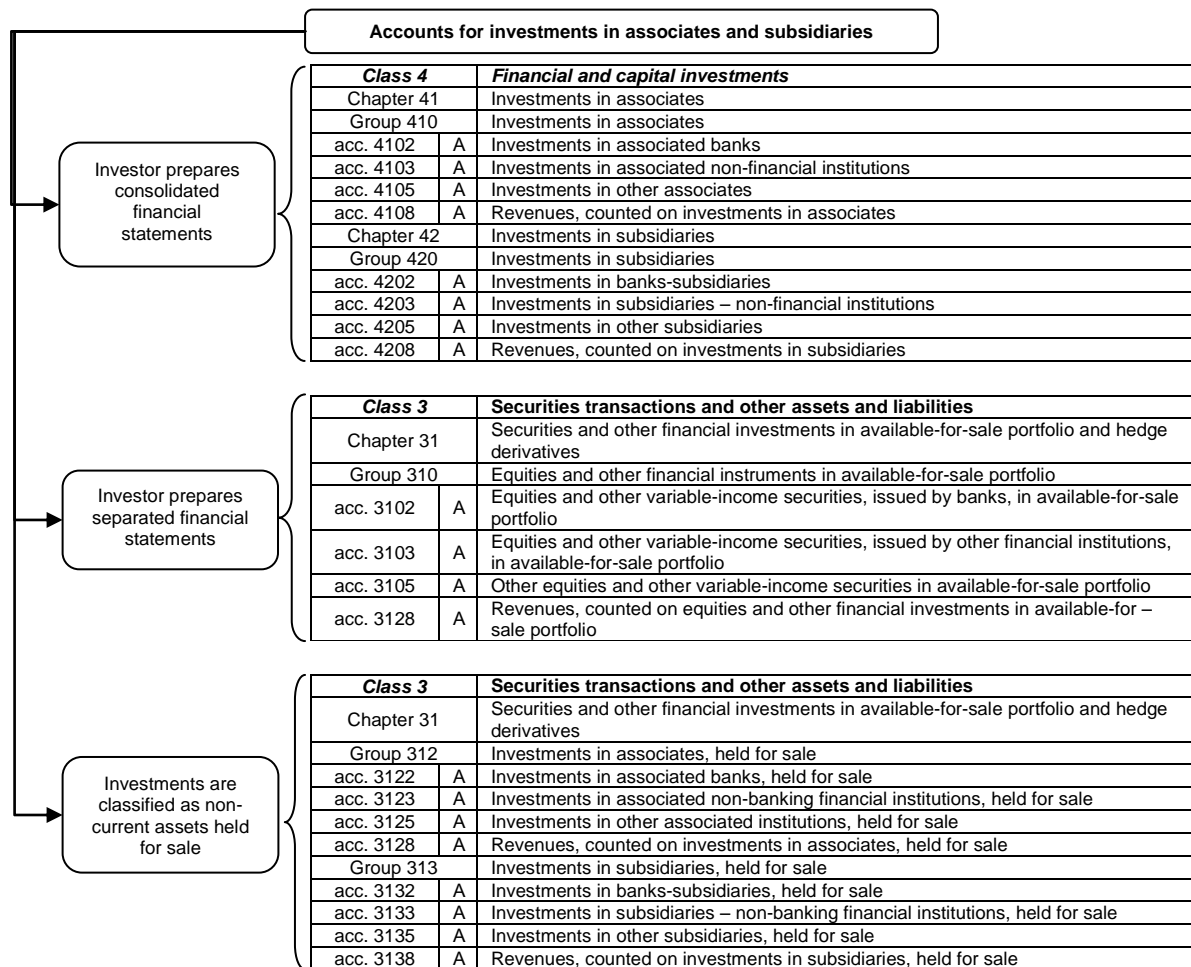 Accounts for investments in associates and subsidiaries
Investor prepares
consolidated
financial
statements
Class 4 Financial and capital investments
Chapter 41 Investments in associates
Group 410 Investments in associates
acc. 4102 A Investments in associated banks
acc. 4103 A Investments in associated non-financial institutions
acc. 4105 A Investments in other associates
acc. 4108 A Revenues, counted on investments in associates
Chapter 42 Investments in subsidiaries
Group 420 Investments in subsidiaries
acc. 4202 A Investments in banks-subsidiaries
acc. 4203 A Investments in subsidiaries – non-financial institutions
acc. 4205 A Investments in other subsidiaries
acc. 4208 A Revenues, counted on investments in subsidiaries
Investor prepares
separated financial
statements
Class 3 Securities transactions and other assets and liabilities
Chapter 31 Securities and other financial investments in available-for-sale portfolio and hedge
derivatives
Group 310 Equities and other financial instruments in available-for-sale portfolio
acc. 3102 A Equities and other variable-income securities, issued by banks, in available-for-sale
portfolio
acc. 3103 A Equities and other variable-income securities, issued by other financial institutions,
in available-for-sale portfolio
acc. 3105 A Other equities and other variable-income securities in available-for-sale portfolio
acc. 3128 A Revenues, counted on equities and other financial investments in available-for –
sale portfolio
Investments are
classified as non-
current assets held
for sale
Class 3 Securities transactions and other assets and liabilities
Chapter 31 Securities and other financial investments in available-for-sale portfolio and hedge
derivatives
Group 312 Investments in associates, held for sale
acc. 3122 A Investments in associated banks, held for sale
acc. 3123 A Investments in associated non-banking financial institutions, held for sale
acc. 3125 A Investments in other associated institutions, held for sale
acc. 3128 A Revenues, counted on investments in associates, held for sale
Group 313 Investments in subsidiaries, held for sale
acc. 3132 A Investments in banks-subsidiaries, held for sale
acc. 3133 A Investments in subsidiaries – non-banking financial institutions, held for sale
acc. 3135 A Investments in other subsidiaries, held for sale
acc. 3138 A Revenues, counted on investments in subsidiaries, held for sale